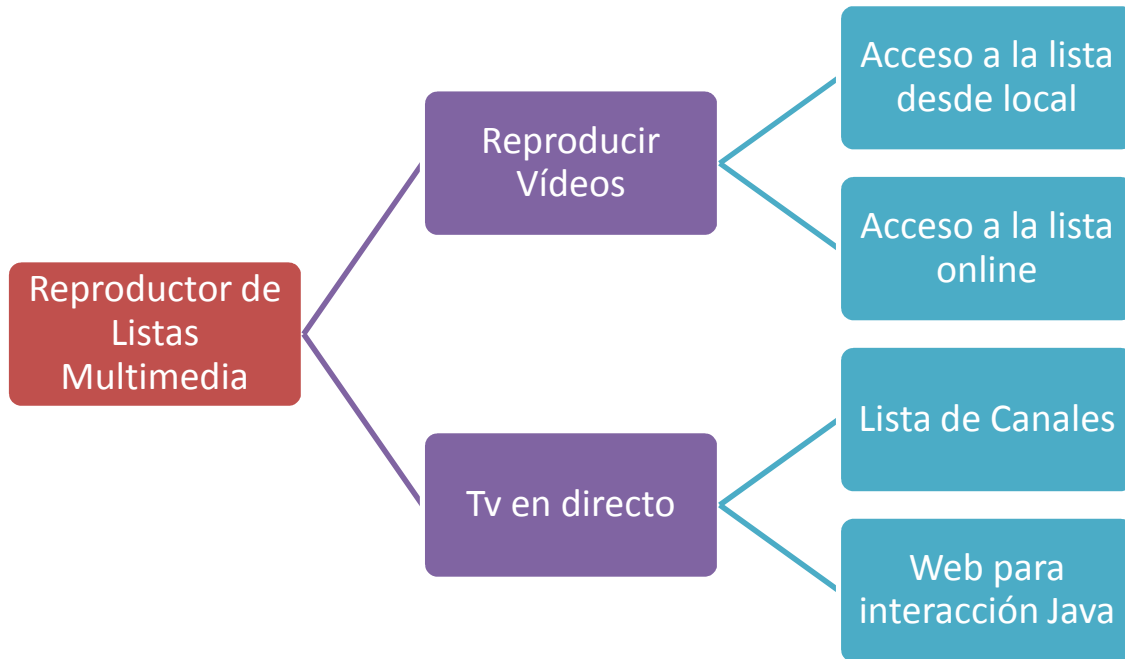 Reproductor de
Listas
Multimedia
Reproducir
Vídeos
Acceso a la lista
desde local
Acceso a la lista
online
Tv en directo
Lista de Canales
Web para
interacción Java